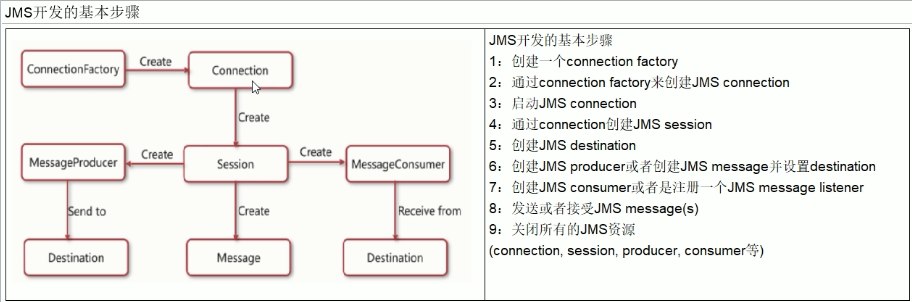 JMS开发的基本步骤
ConnectionFactory
Create
Connection
Create
MessageProducer
Create
Session
Create
MessageConsumer
Send to
Create
Receive from
Destination
Message
Destination
JMS开发的基本步骤
1：创建一个connection factory
2：通过connection factory来创建JMS connection
3：启动JMS connection
4：通过connection创建JMS session
5：创建JMS destination
6：创建JMS producer或者创建JMS message并设置destination
7：创建JMS consumer或者是注册一个JMS message listener
8：发送或者接受JMS message(s)
9：关闭所有的JMS资源
(connection, session, producer, consumer等)